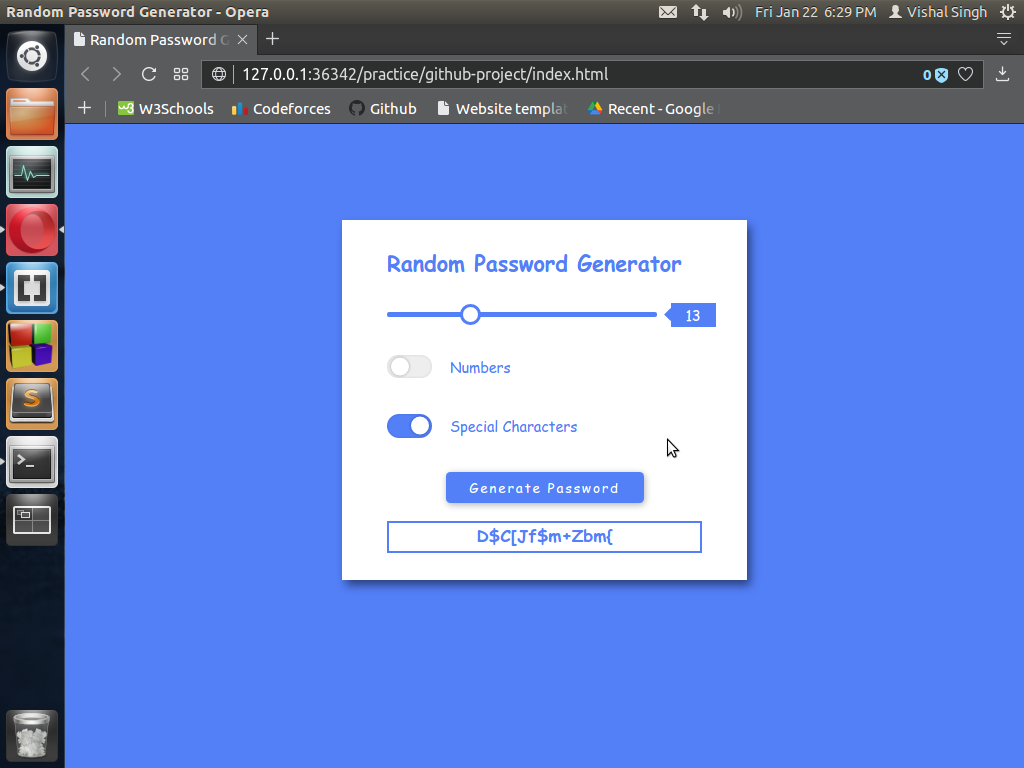 Random Password Generator - Opera
Fri Jan 22 6:29 PM Vishal Singh
Random Password G
127.0.0.1:36342/practice/github-project/index.html 0
W3Schools Codeforces Github Website templat Recent - Google
Random Password Generator
13
Numbers
Special Characters
Generate Password
D$C[Jf$m+Zbm{